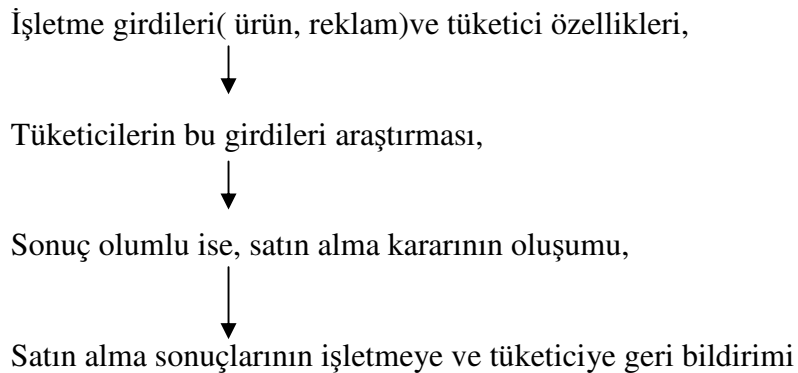 İşletme girdileri( ürün, reklam)ve tüketici özellikleri,
Tüketicilerin bu girdileri araştırması,
Sonuç olumlu ise, satın alma kararının oluşumu,
Satın alma sonuçlarının işletmeye ve tüketiciye geri bildirimi